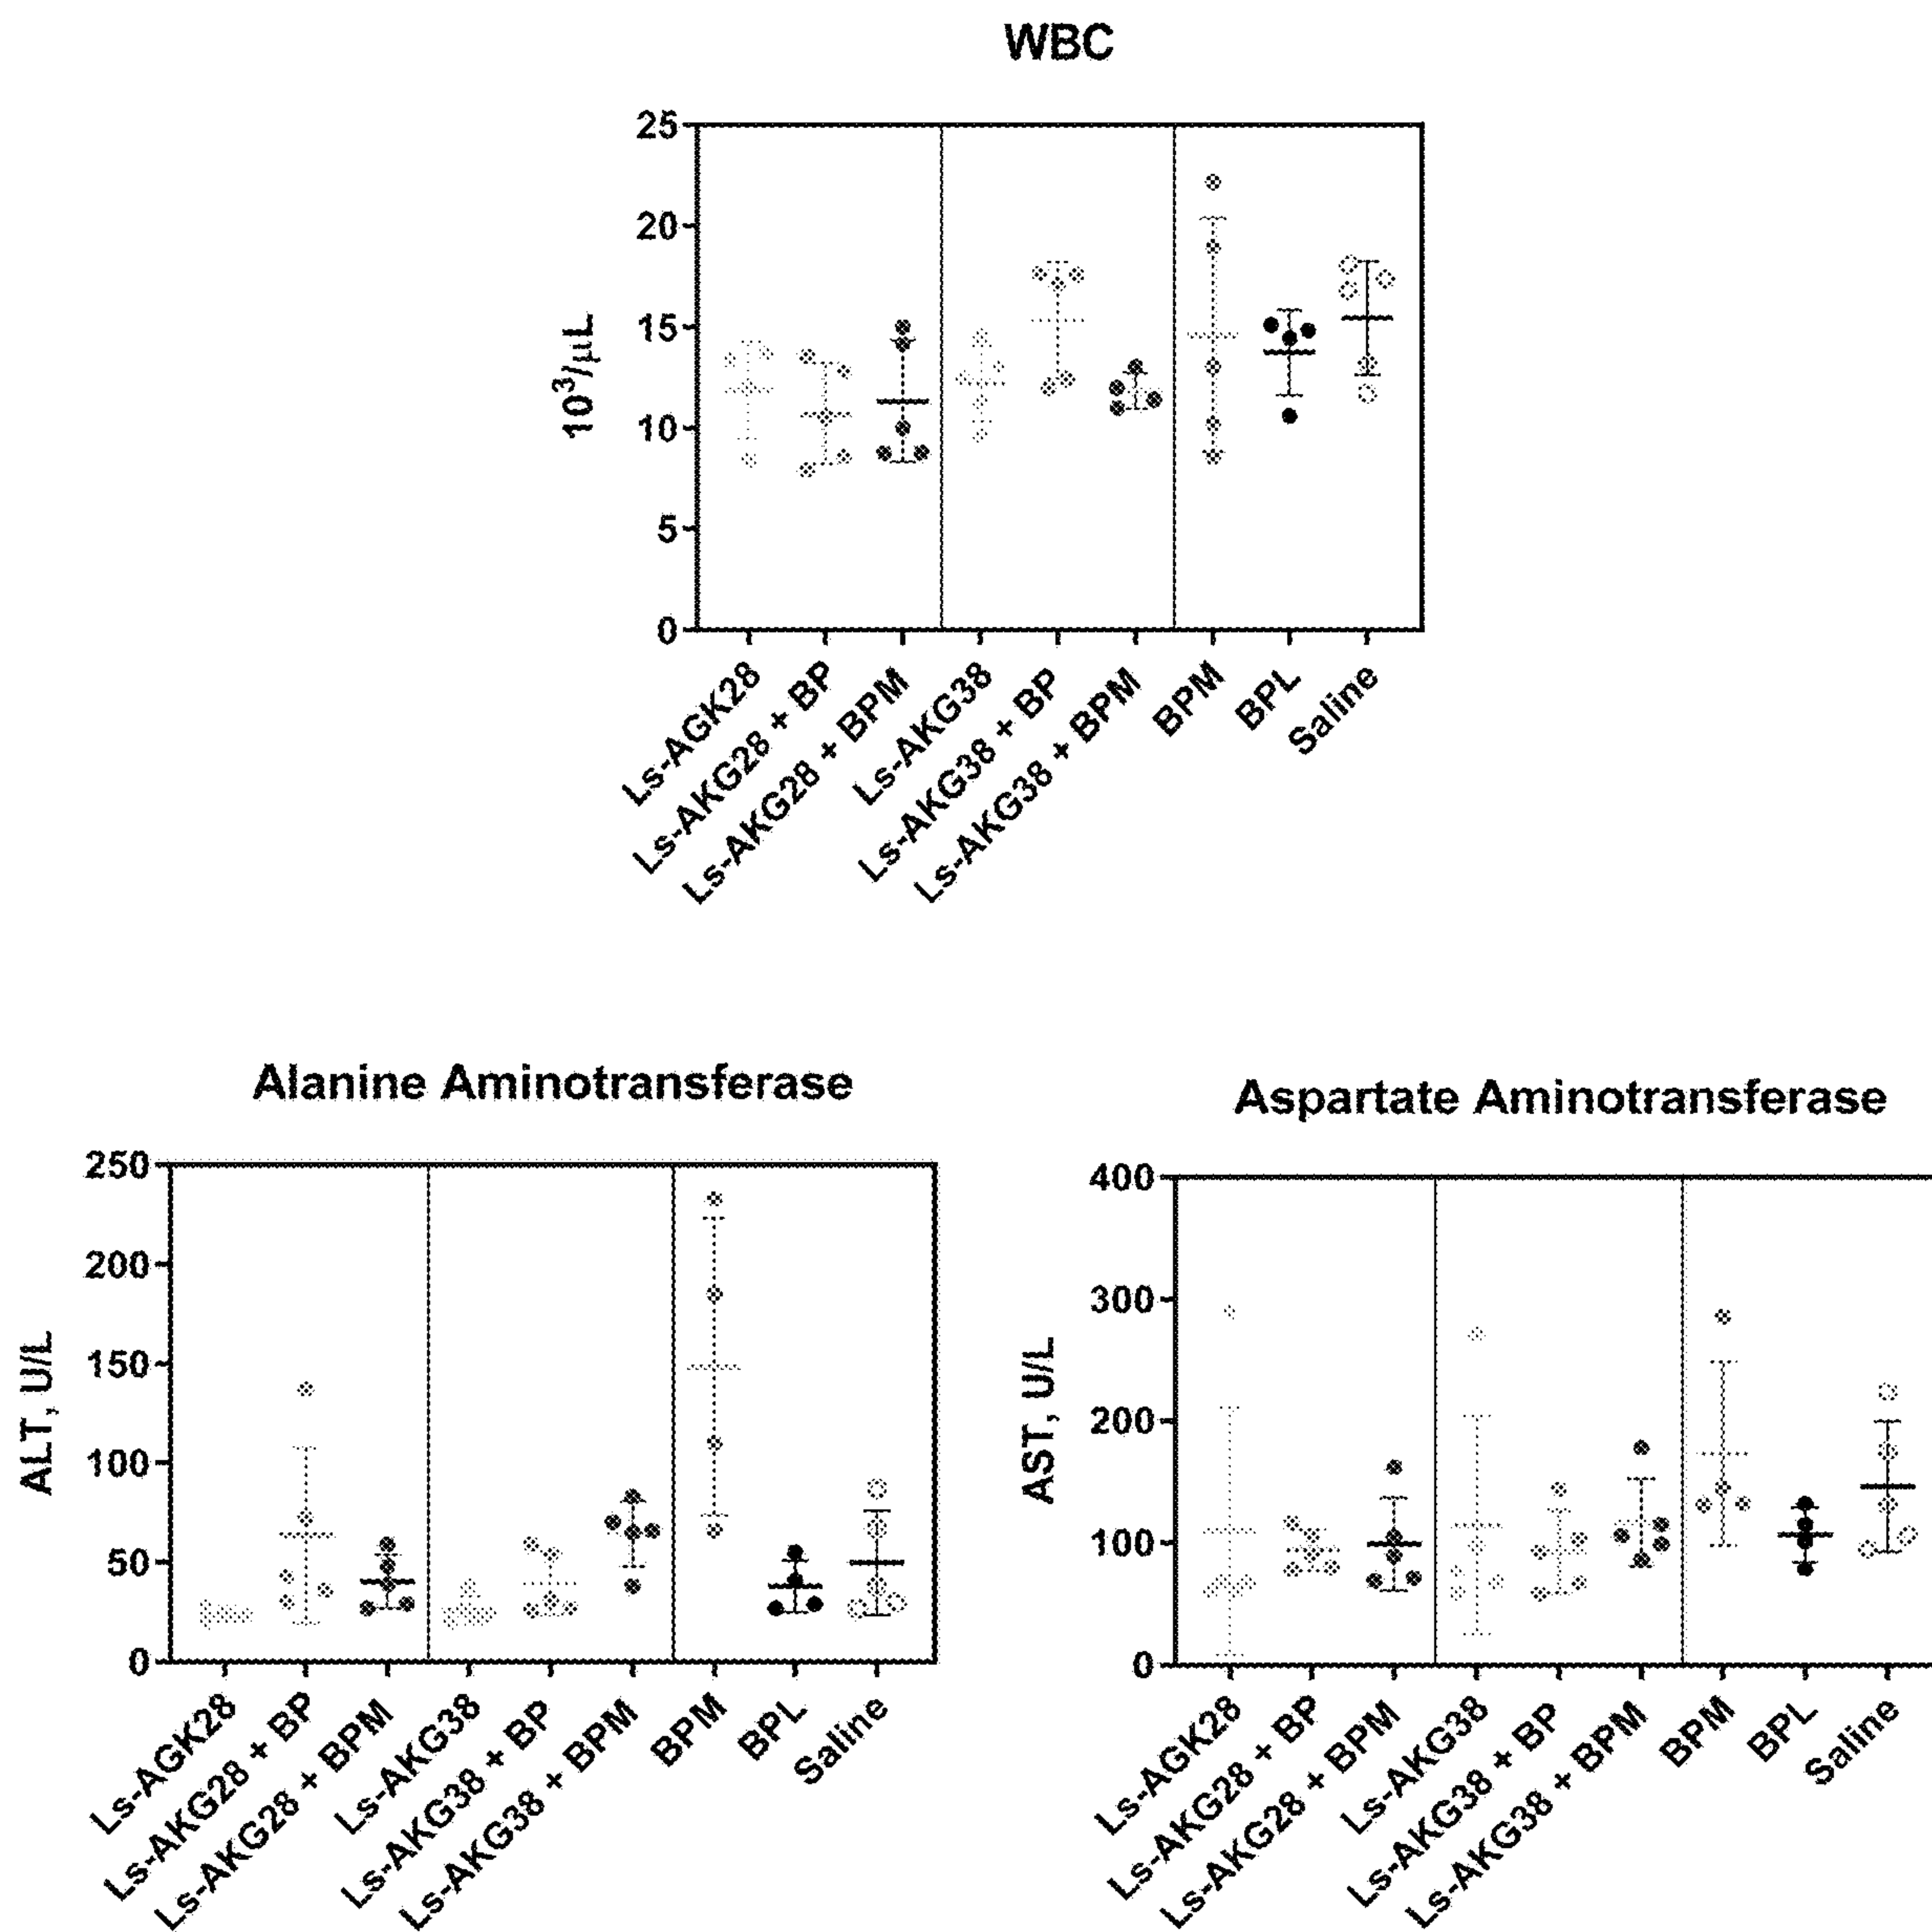 WBC
25
20
15
10
5
0
10³/μL
Ls-AGK28
Ls-AKG28 + BP
Ls-AKG28 + BPM
Ls-AKG38
Ls-AKG38 + BP
Ls-AKG38 + BPM
BPM
BPL
Saline
Alanine Aminotransferase
250
200
150
100
50
0
ALT, U/L
Ls-AGK28
Ls-AKG28 + BP
Ls-AKG28 + BPM
Ls-AKG38
Ls-AKG38 + BP
Ls-AKG38 + BPM
BPM
BPL
Saline
Aspartate Aminotransferase
400
300
200
100
0
AST, U/L
Ls-AGK28
Ls-AKG28 + BP
Ls-AKG28 + BPM
Ls-AKG38
Ls-AKG38 + BP
Ls-AKG38 + BPM
BPM
BPL
Saline